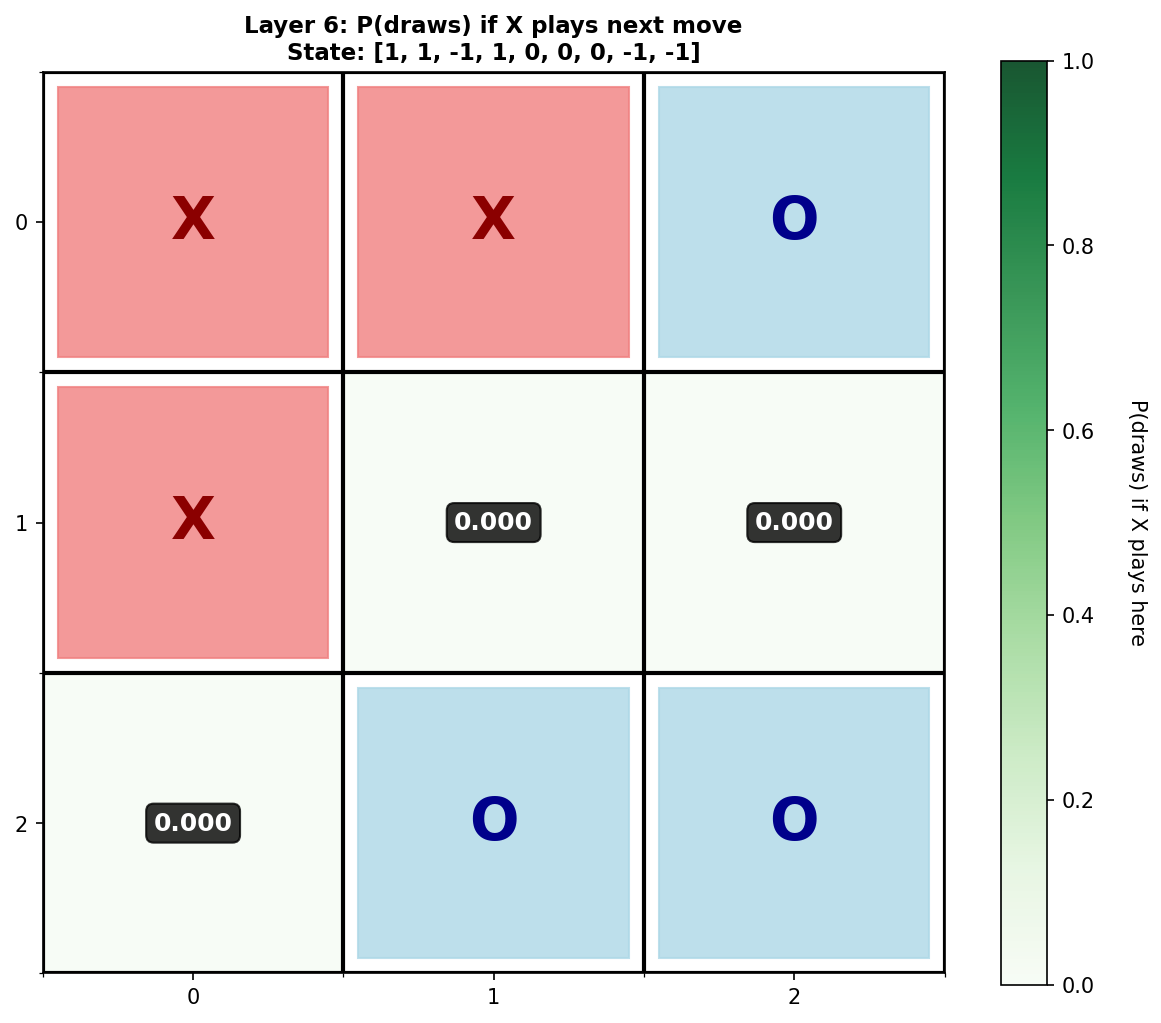 Layer 6: P(draws) if X plays next move
State: [1, 1, -1, 1, 0, 0, 0, -1, -1]
0 X X O
1 X 0.000 0.000
2 0.000 O O
0 1 2
1.0
0.8
0.6
0.4
0.2
0.0
P(draws) if X plays here